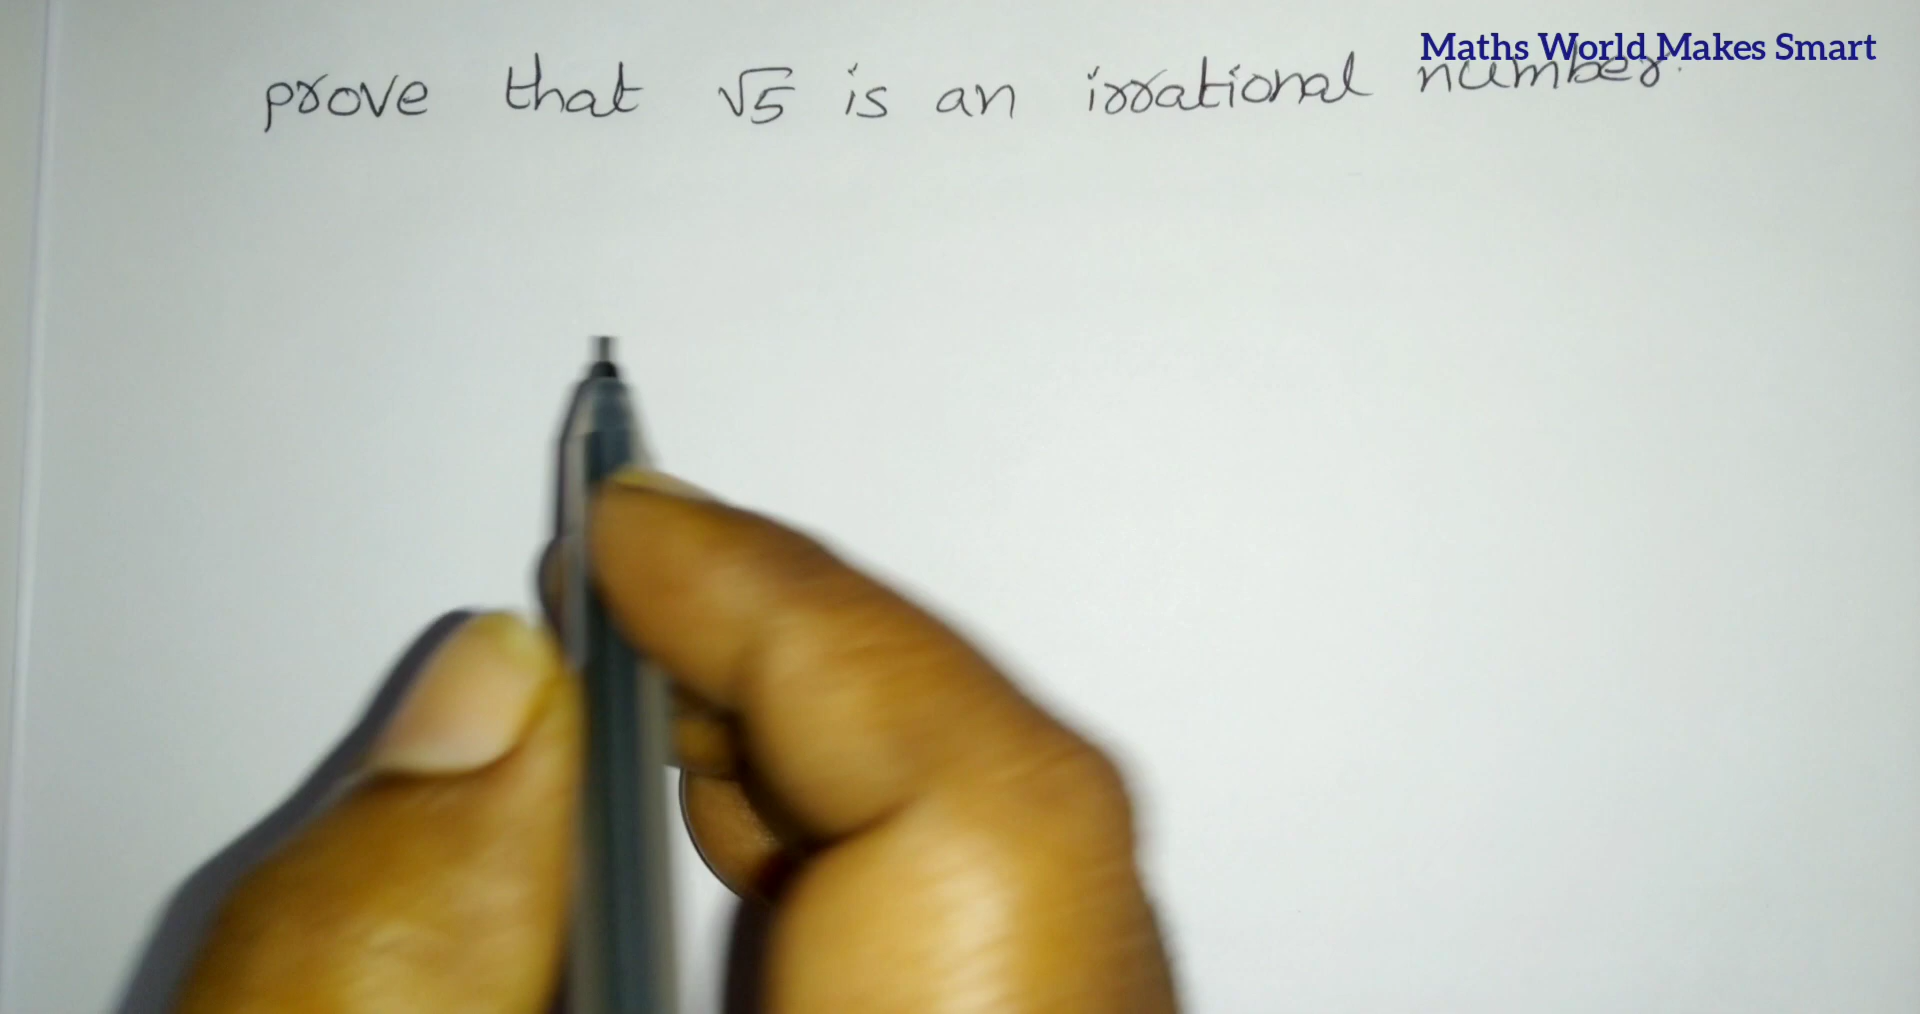 Maths World Makes Smart
prove that √5 is an irrational number.